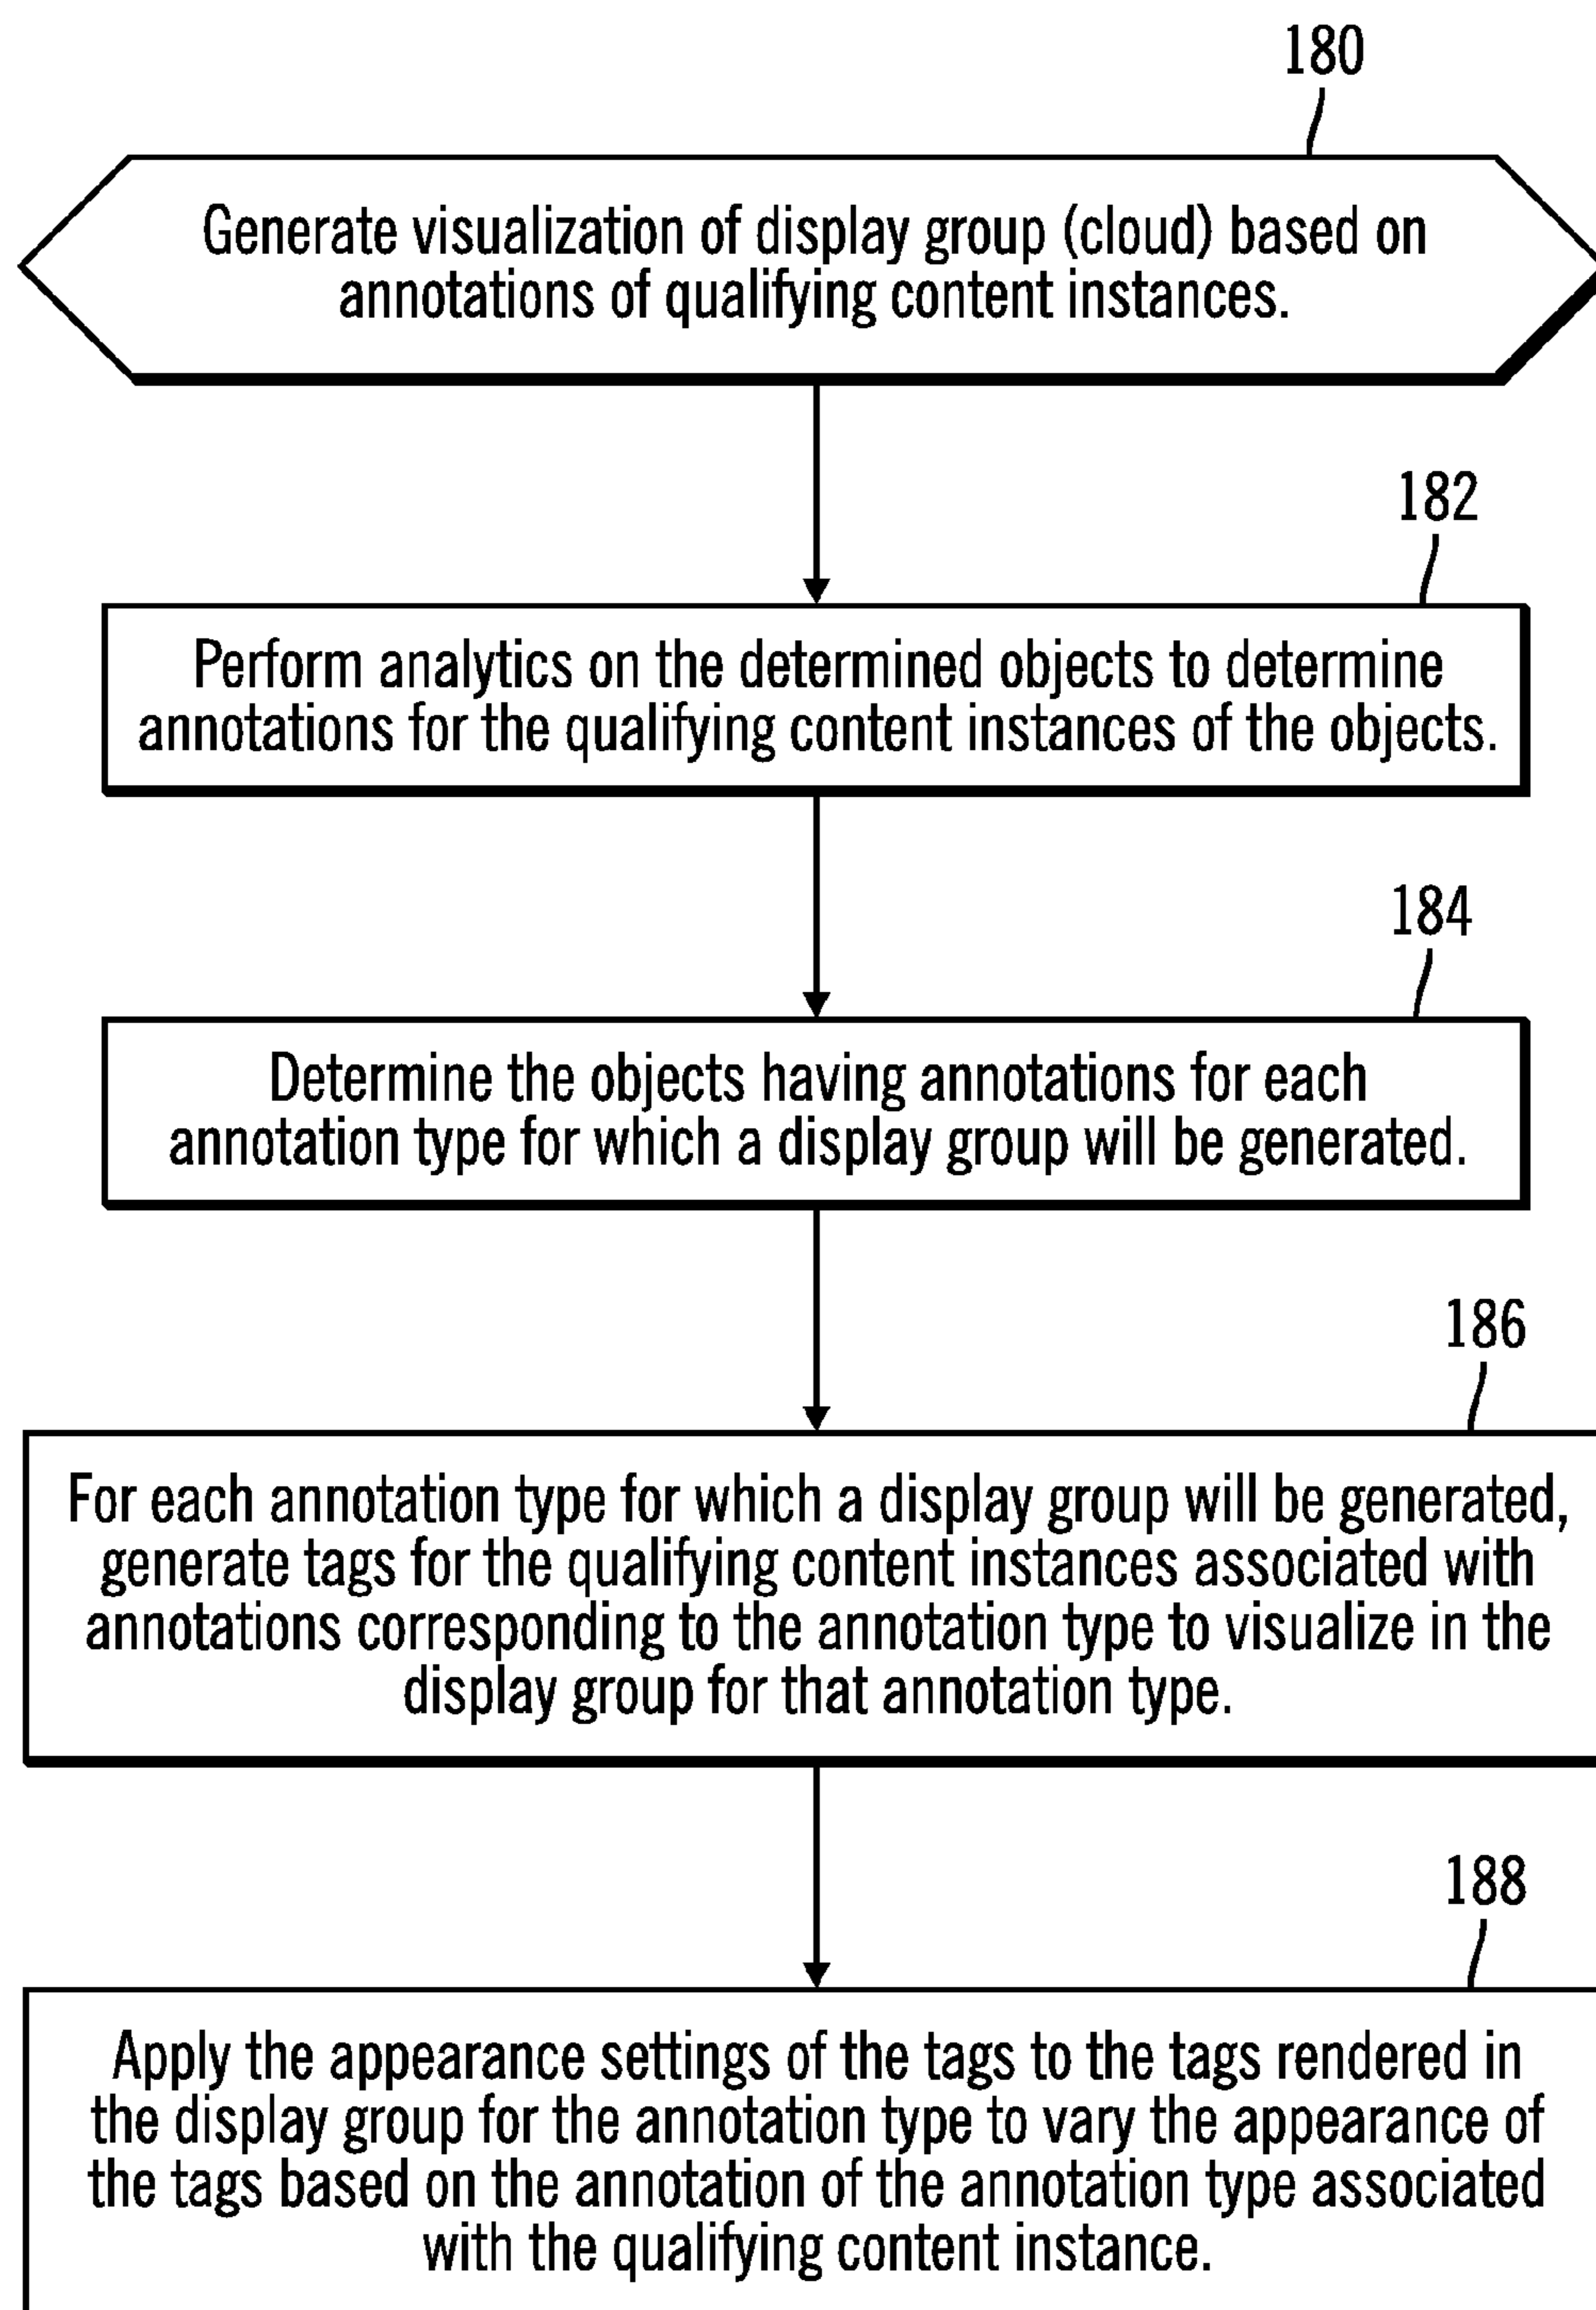 180
Generate visualization of display group (cloud) based on
annotations of qualifying content instances.
182
Perform analytics on the determined objects to determine
annotations for the qualifying content instances of the objects.
184
Determine the objects having annotations for each
annotation type for which a display group will be generated.
186
For each annotation type for which a display group will be generated,
generate tags for the qualifying content instances associated with
annotations corresponding to the annotation type to visualize in the
display group for that annotation type.
188
Apply the appearance settings of the tags to the tags rendered in
the display group for the annotation type to vary the appearance of
the tags based on the annotation of the annotation type associated
with the qualifying content instance.